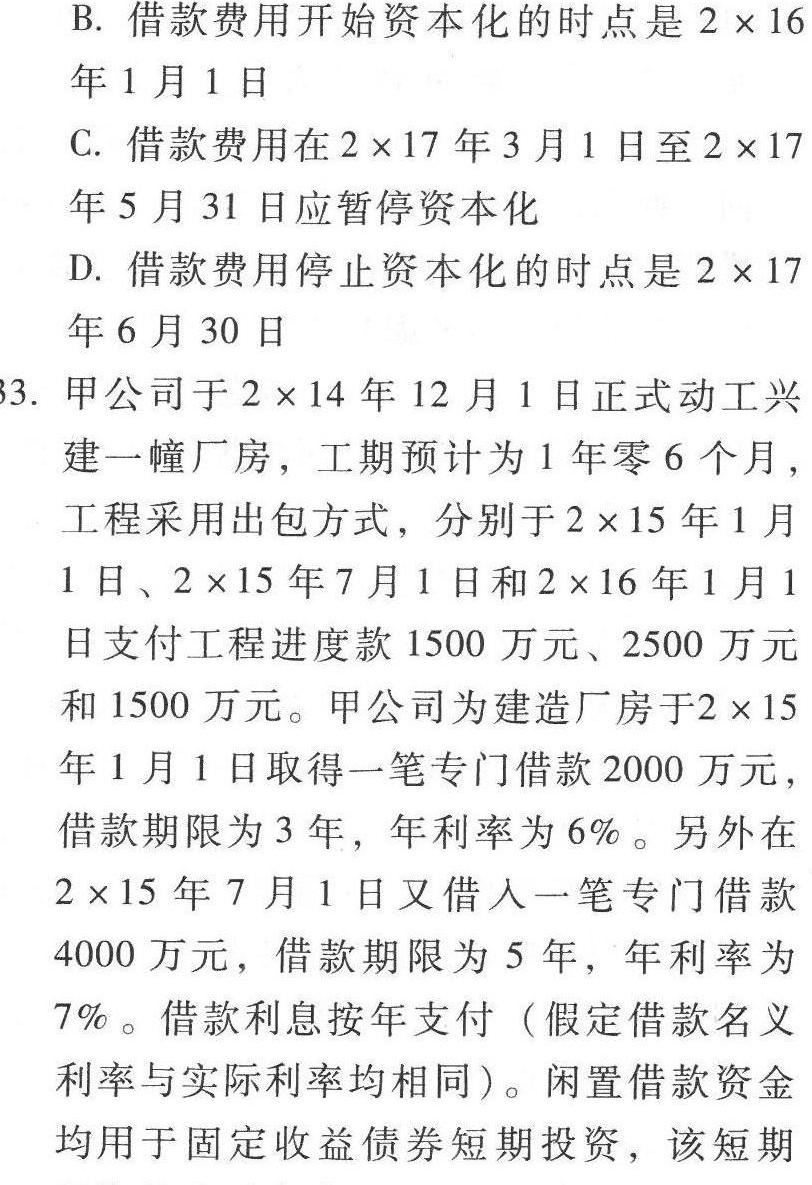 B. 借款费用开始资本化的时点是 2 × 16
年 1 月 1 日
C. 借款费用在 2 × 17 年 3 月 1 日至 2 × 17
年 5 月 31 日应暂停资本化
D. 借款费用停止资本化的时点是 2 × 17
年 6 月 30 日
33. 甲公司于 2 × 14 年 12 月 1 日正式动工兴
建一幢厂房，工期预计为 1 年零 6 个月，
工程采用出包方式，分别于 2 × 15 年 1 月
1 日、2 × 15 年 7 月 1 日和 2 × 16 年 1 月 1
日支付工程进度款 1500 万元、2500 万元
和 1500 万元。甲公司为建造厂房于2 × 15
年 1 月 1 日取得一笔专门借款 2000 万元，
借款期限为 3 年，年利率为 6%。另外在
2 × 15 年 7 月 1 日又借入一笔专门借款
4000 万元，借款期限为 5 年，年利率为
7%。借款利息按年支付（假定借款名义
利率与实际利率均相同）。闲置借款资金
均用于固定收益债券短期投资，该短期